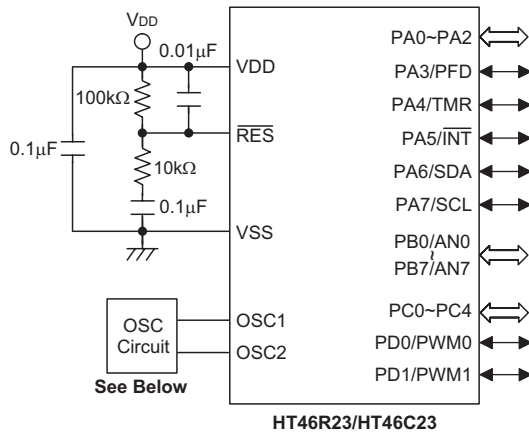 VDD
0.01µF
VDD
100kΩ
RES
0.1µF
10kΩ
0.1µF
VSS
OSC
Circuit
See Below
OSC1
OSC2
PA0~PA2
PA3/PFD
PA4/TMR
PA5/INT
PA6/SDA
PA7/SCL
PB0/AN0
~
PB7/AN7
PC0~PC4
PD0/PWM0
PD1/PWM1
HT46R23/HT46C23